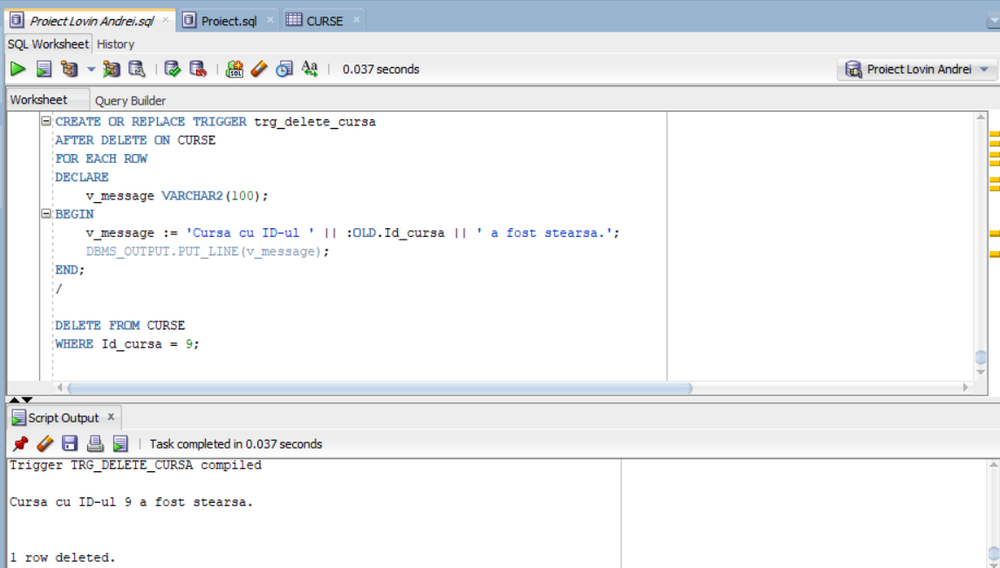 Proiect Lovin Andrei.sql × Proiect.sql × CURSE ×
SQL Worksheet History
0.037 seconds Proiect Lovin Andrei
Worksheet Query Builder
CREATE OR REPLACE TRIGGER trg_delete_cursa
AFTER DELETE ON CURSE
FOR EACH ROW
DECLARE
    v_message VARCHAR2(100);
BEGIN
    v_message := 'Cursa cu ID-ul ' || :OLD.Id_cursa || ' a fost stearsa.';
    DBMS_OUTPUT.PUT_LINE(v_message);
END;
/
DELETE FROM CURSE
WHERE Id_cursa = 9;
Script Output ×
Task completed in 0.037 seconds
Trigger TRG_DELETE_CURSA compiled
Cursa cu ID-ul 9 a fost stearsa.
1 row deleted.